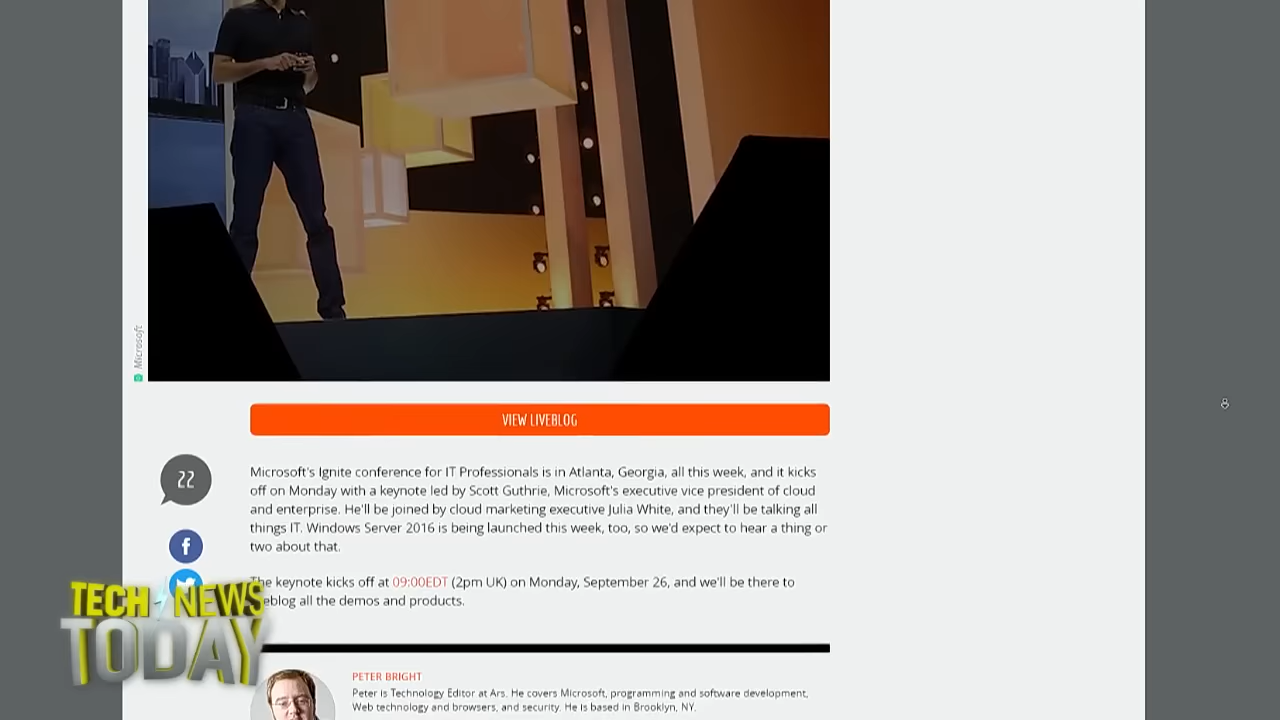 Microsoft
VIEW LIVEBLOG
22
Microsoft's Ignite conference for IT Professionals is in Atlanta, Georgia, all this week, and it kicks
off on Monday with a keynote led by Scott Guthrie, Microsoft's executive vice president of cloud
and enterprise. He'll be joined by cloud marketing executive Julia White, and they'll be talking all
things IT. Windows Server 2016 is being launched this week, too, so we'd expect to hear a thing or
two about that.
f
The keynote kicks off at 09:00EDT (2pm UK) on Monday, September 26, and we'll be there to
eblog all the demos and products.
TECH NEWS
TODAY
PETER BRIGHT
Peter is Technology Editor at Ars. He covers Microsoft, programming and software development,
Web technology and browsers, and security. He is based in Brooklyn, NY.